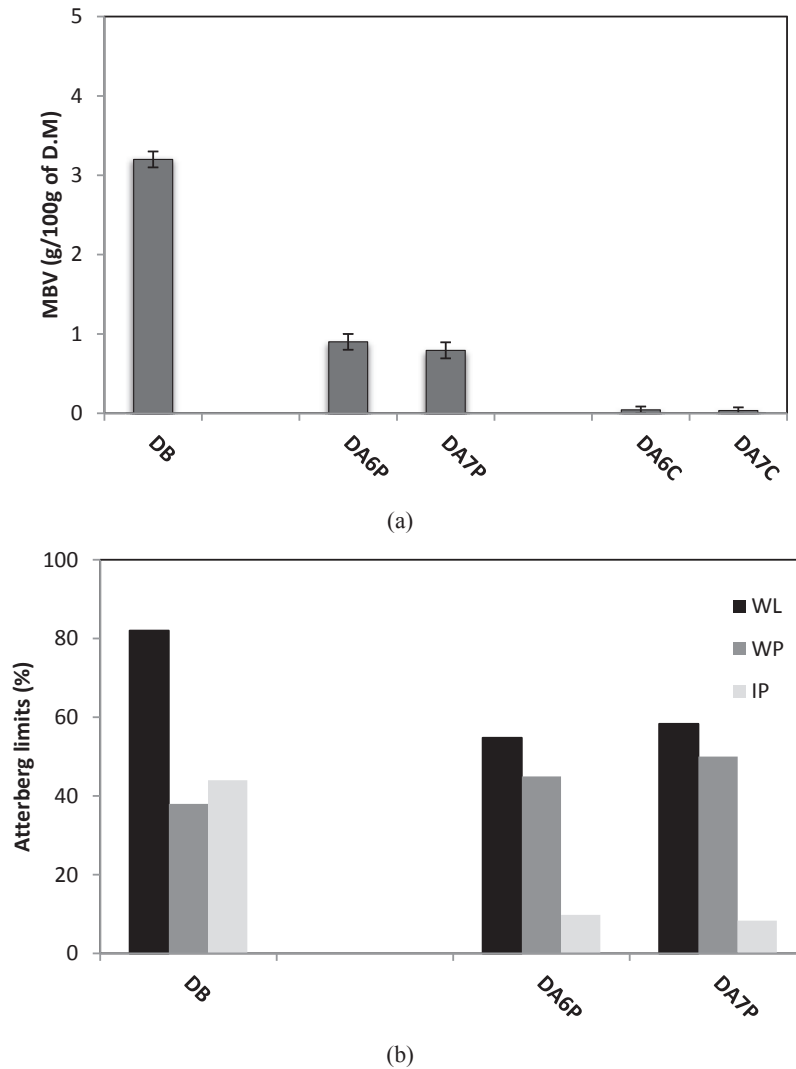 5
4
3
2
1
0
MBV (g/100g of D.M)
DB
DA6P
DA7P
DA6C
DA7C
(a)
100
80
60
40
20
0
Atterberg limits (%)
WL
WP
IP
DB
DA6P
DA7P
(b)